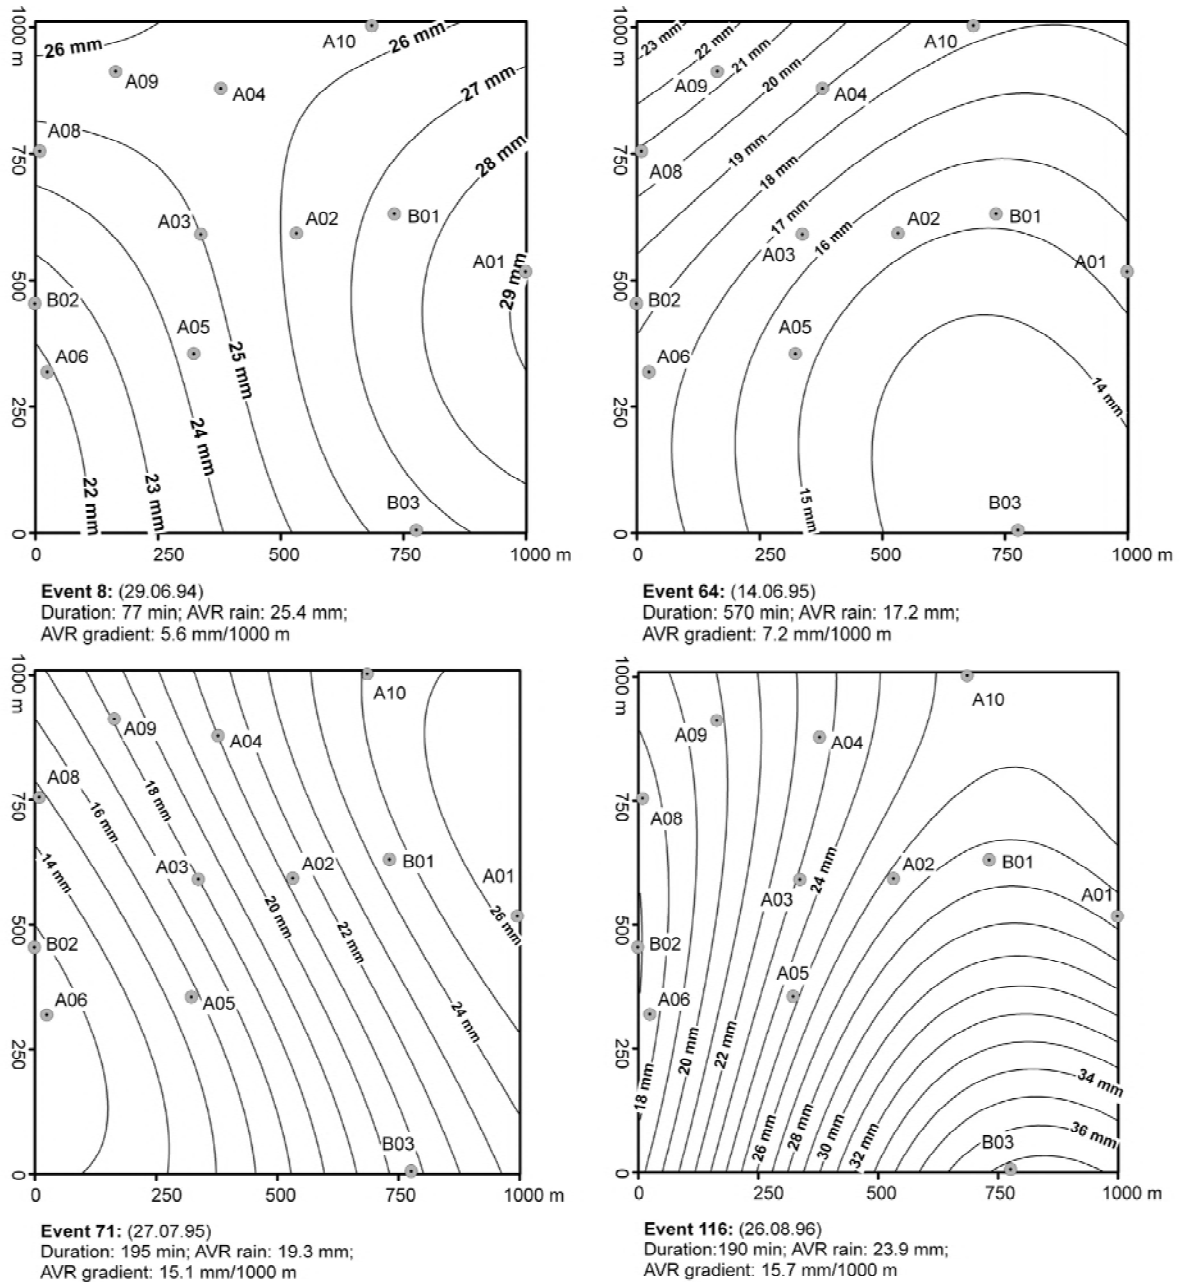 1000 m
750
500
250
0
0
250
500
750
1000 m
26 mm
26 mm
27 mm
28 mm
29 mm
25 mm
24 mm
23 mm
22 mm
A10
A09
A04
A08
A03
A02
B01
A01
B02
A05
A06
B03
Event 8: (29.06.94)
Duration: 77 min; AVR rain: 25.4 mm;
AVR gradient: 5.6 mm/1000 m
1000 m
750
500
250
0
0
250
500
750
1000 m
23 mm
22 mm
21 mm
20 mm
19 mm
18 mm
17 mm
16 mm
15 mm
14 mm
A10
A09
A04
A08
A02
B01
A03
A01
B02
A05
A06
B03
Event 64: (14.06.95)
Duration: 570 min; AVR rain: 17.2 mm;
AVR gradient: 7.2 mm/1000 m
1000 m
750
500
250
0
0
250
500
750
1000 m
A10
A09
A04
A08
18 mm
16 mm
14 mm
A03
A02
B01
A01
20 mm
22 mm
26 mm
B02
A06
A05
24 mm
B03
Event 71: (27.07.95)
Duration: 195 min; AVR rain: 19.3 mm;
AVR gradient: 15.1 mm/1000 m
1000 m
750
500
250
0
0
250
500
750
1000 m
A10
A09
A04
A08
24 mm
A02
B01
A03
A01
B02
A05
A06
18 mm
20 mm
22 mm
26 mm
28 mm
30 mm
32 mm
34 mm
36 mm
B03
Event 116: (26.08.96)
Duration:190 min; AVR rain: 23.9 mm;
AVR gradient: 15.7 mm/1000 m